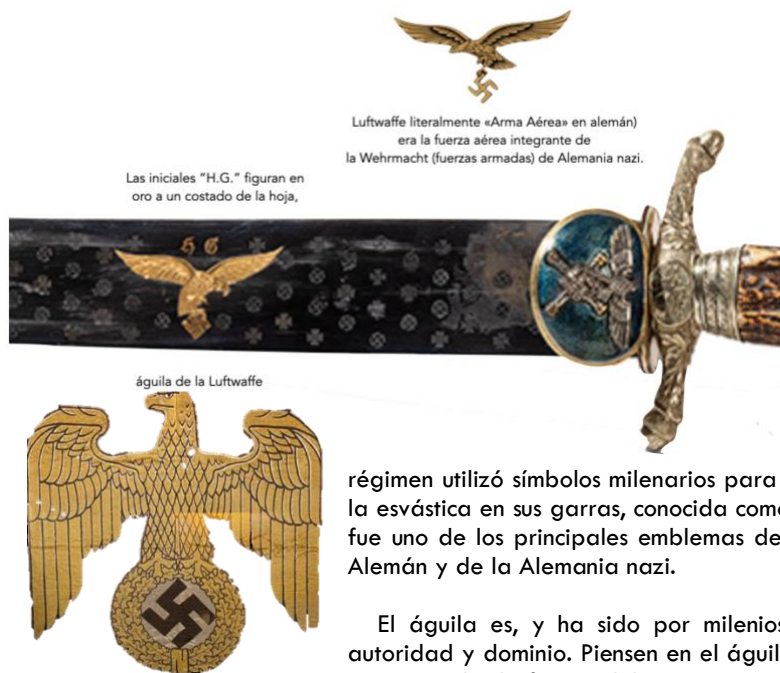 Luftwaffe literalmente «Arma Aérea» en alemán)
era la fuerza aérea integrante de
la Wehrmacht (fuerzas armadas) de Alemania nazi.
Las iniciales "H.G." figuran en
oro a un costado de la hoja,
H G
águila de la Luftwaffe
régimen utilizó símbolos milenarios para
la esvástica en sus garras, conocida com
fue uno de los principales emblemas de
Alemán y de la Alemania nazi.
El águila es, y ha sido por milenios
autoridad y dominio. Piensen en el águil